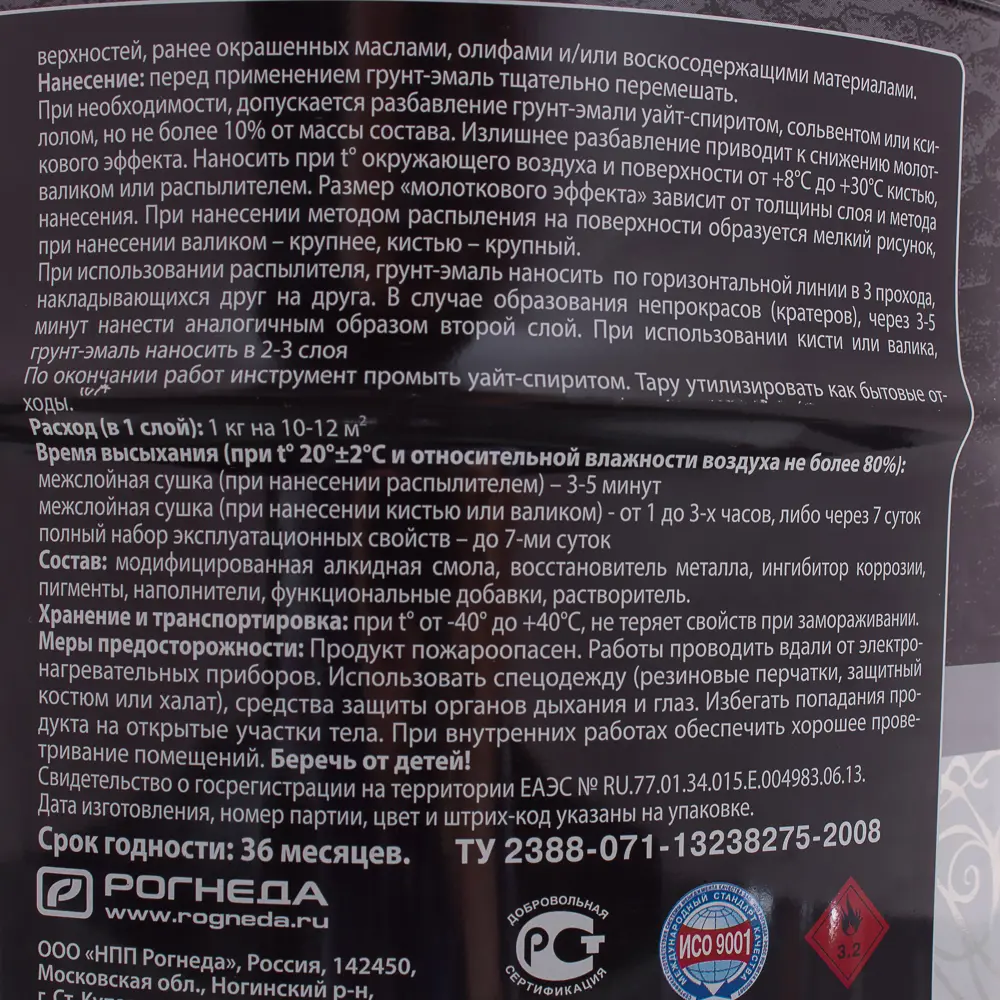 верхностей, ранее окрашенных маслами, олифами и/или воскосодержащими материалами.
Нанесение: перед применением грунт-эмаль тщательно перемешать.
При необходимости, допускается разбавление грунт-эмали уайт-спиритом, сольвентом или кси-
лолом, но не более 10% от массы состава. Излишнее разбавление приводит к снижению молот-
кового эффекта. Наносить при t° окружающего воздуха и поверхности от +8°С до +30°С кистью,
валиком или распылителем. Размер «молоткового эффекта» зависит от толщины слоя и метода
нанесения. При нанесении методом распыления на поверхности образуется мелкий рисунок,
при нанесении валиком – крупнее, кистью – крупный.
При использовании распылителя, грунт-эмаль наносить по горизонтальной линии в 3 прохода,
накладывающихся друг на друга. В случае образования непрокрасов (кратеров), через 3-5
минут нанести аналогичным образом второй слой. При использовании кисти или валика,
грунт-эмаль наносить в 2-3 слоя
По окончании работ инструмент промыть уайт-спиритом. Тару утилизировать как бытовые от-
ходы.
Расход (в 1 слой): 1 кг на 10-12 м²
Время высыхания (при t° 20°±2°С и относительной влажности воздуха не более 80%):
межслойная сушка (при нанесении распылителем) – 3-5 минут
межслойная сушка (при нанесении кистью или валиком) - от 1 до 3-х часов, либо через 7 суток
полный набор эксплуатационных свойств – до 7-ми суток
Состав: модифицированная алкидная смола, восстановитель металла, ингибитор коррозии,
пигменты, наполнители, функциональные добавки, растворитель.
Хранение и транспортировка: при t° от -40° до +40°С, не теряет свойств при замораживании.
Меры предосторожности: Продукт пожароопасен. Работы проводить вдали от электро-
нагревательных приборов. Использовать спецодежду (резиновые перчатки, защитный
костюм или халат), средства защиты органов дыхания и глаз. Избегать попадания про-
дукта на открытые участки тела. При внутренних работах обеспечить хорошее прове-
тривание помещений. Беречь от детей!
Свидетельство о госрегистрации на территории ЕАЭС № RU.77.01.34.015.Е.004983.06.13.
Дата изготовления, номер партии, цвет и штрих-код указаны на упаковке.
Срок годности: 36 месяцев. ТУ 2388-071-13238275-2008
РОГНЕДА
www.rogneda.ru
ООО «НПП Рогнеда», Россия, 142450,
Московская обл., Ногинский р-н,
ДОБРОВОЛЬНАЯ
РСТ
СЕРТИФИКАЦИЯ
МЕЖДУНАРОДНЫЙ СТАНДАРТ КАЧЕСТВА
ИСО 9001
3.2